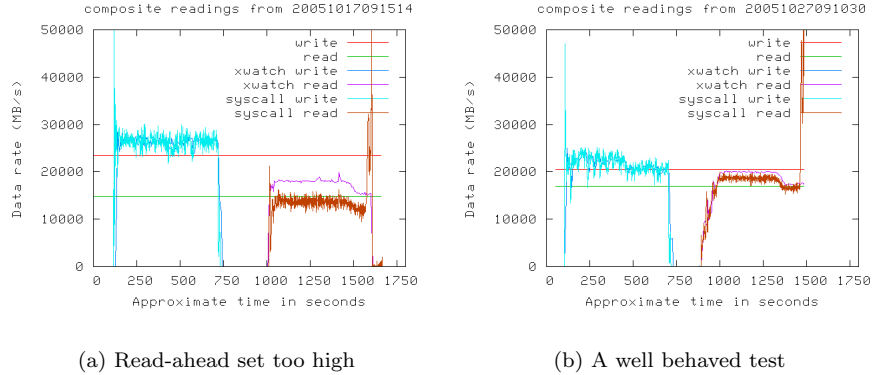 composite readings from 20051017091514
50000
40000
30000
20000
10000
0
Data rate (MB/s)
write
read
xwatch write
xwatch read
syscall write
syscall read
0 250 500 750 1000 1250 1500 1750
Approximate time in seconds
(a) Read-ahead set too high
composite readings from 20051027091030
50000
40000
30000
20000
10000
0
Data rate (MB/s)
write
read
xwatch write
xwatch read
syscall write
syscall read
0 250 500 750 1000 1250 1500 1750
Approximate time in seconds
(b) A well behaved test